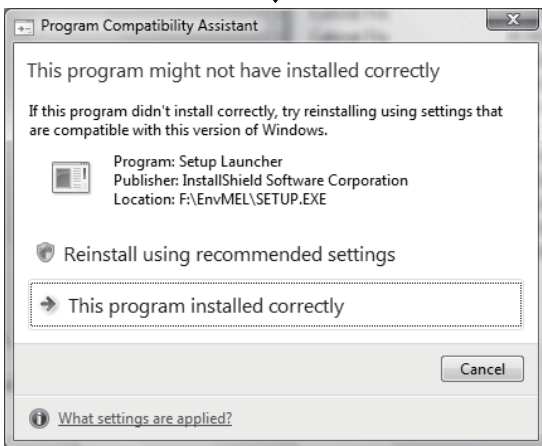 Program Compatibility Assistant
This program might not have installed correctly
If this program didn't install correctly, try reinstalling using settings that
are compatible with this version of Windows.
Program: Setup Launcher
Publisher: InstallShield Software Corporation
Location: F:\EnvMEL\SETUP.EXE
Reinstall using recommended settings
This program installed correctly
Cancel
What settings are applied?